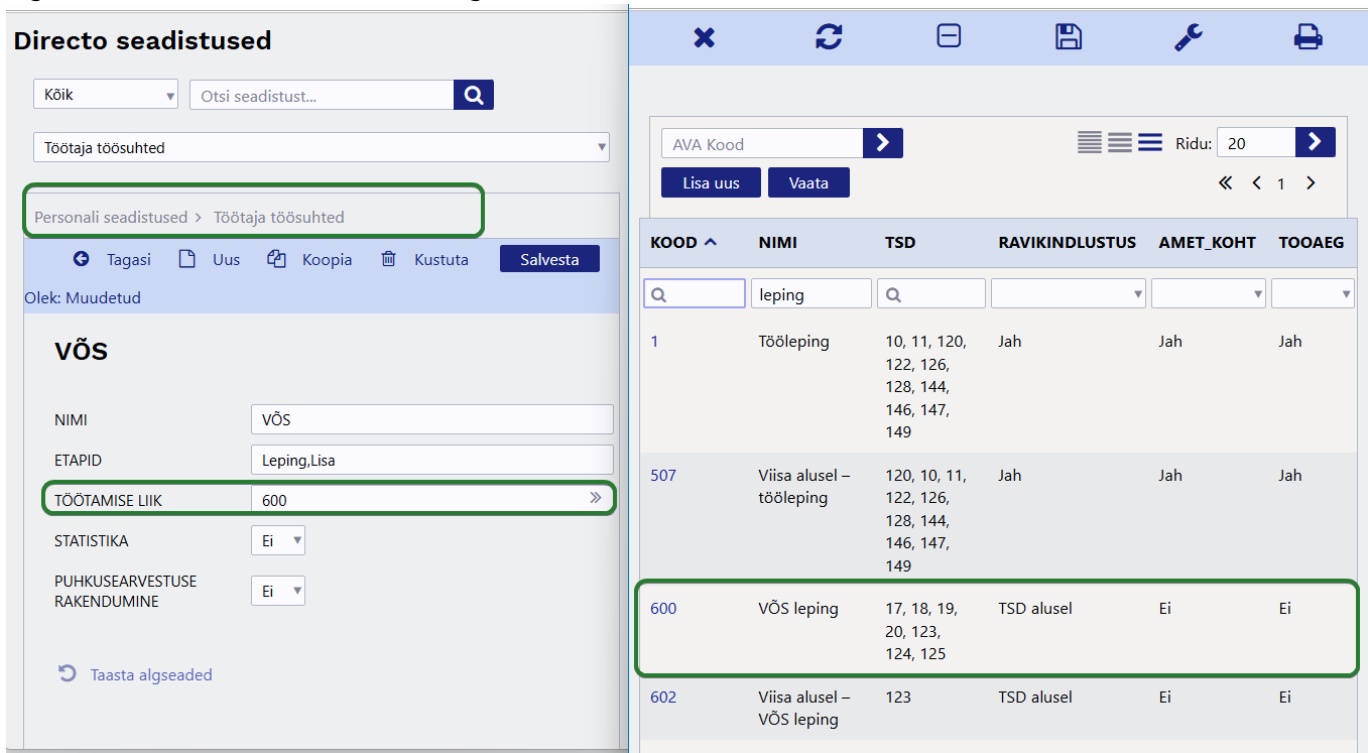 Directo seadistused
Kõik
Otsi seadistust...
Töötaja töösuhted
Personali seadistused > Töötaja töösuhted
Tagasi Uus Koopia Kustuta Salvesta
Olek: Muudetud
VÕS
NIMI VÕS
ETAPID Leping,Lisa
TÖÖTAMISE LIIK 600
STATISTIKA Ei
PUHKUSEARVESTUSE
RAKENDUMINE Ei
Taasta algseaded
AVA Kood
Ridu: 20
Lisa uus Vaata
« < 1 >
KOOD NIMI TSD RAVIKINDLUSTUS AMET_KOHT TOOAEG
leping
1 Tööleping 10, 11, 120, Jah Jah Jah
122, 126,
128, 144,
146, 147,
149
507 Viisa alusel – 120, 10, 11, Jah Jah Jah
tööleping 122, 126,
128, 144,
146, 147,
149
600 VÕS leping 17, 18, 19, TSD alusel Ei Ei
20, 123,
124, 125
602 Viisa alusel – 123 TSD alusel Ei Ei
VÕS leping